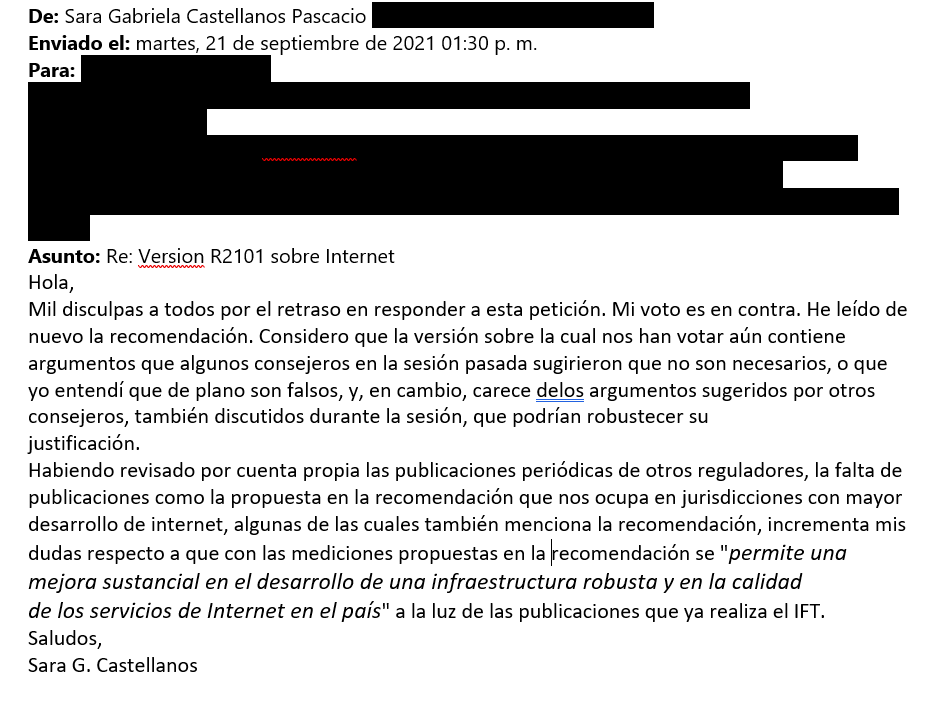 De: Sara Gabriela Castellanos Pascacio
Enviado el: martes, 21 de septiembre de 2021 01:30 p. m.
Para:
Asunto: Re: Version R2101 sobre Internet
Hola,
Mil disculpas a todos por el retraso en responder a esta petición. Mi voto es en contra. He leído de
nuevo la recomendación. Considero que la versión sobre la cual nos han votar aún contiene
argumentos que algunos consejeros en la sesión pasada sugirieron que no son necesarios, o que
yo entendí que de plano son falsos, y, en cambio, carece delos argumentos sugeridos por otros
consejeros, también discutidos durante la sesión, que podrían robustecer su
justificación.
Habiendo revisado por cuenta propia las publicaciones periódicas de otros reguladores, la falta de
publicaciones como la propuesta en la recomendación que nos ocupa en jurisdicciones con mayor
desarrollo de internet, algunas de las cuales también menciona la recomendación, incrementa mis
dudas respecto a que con las mediciones propuestas en la recomendación se "permite una
mejora sustancial en el desarrollo de una infraestructura robusta y en la calidad
de los servicios de Internet en el país" a la luz de las publicaciones que ya realiza el IFT.
Saludos,
Sara G. Castellanos